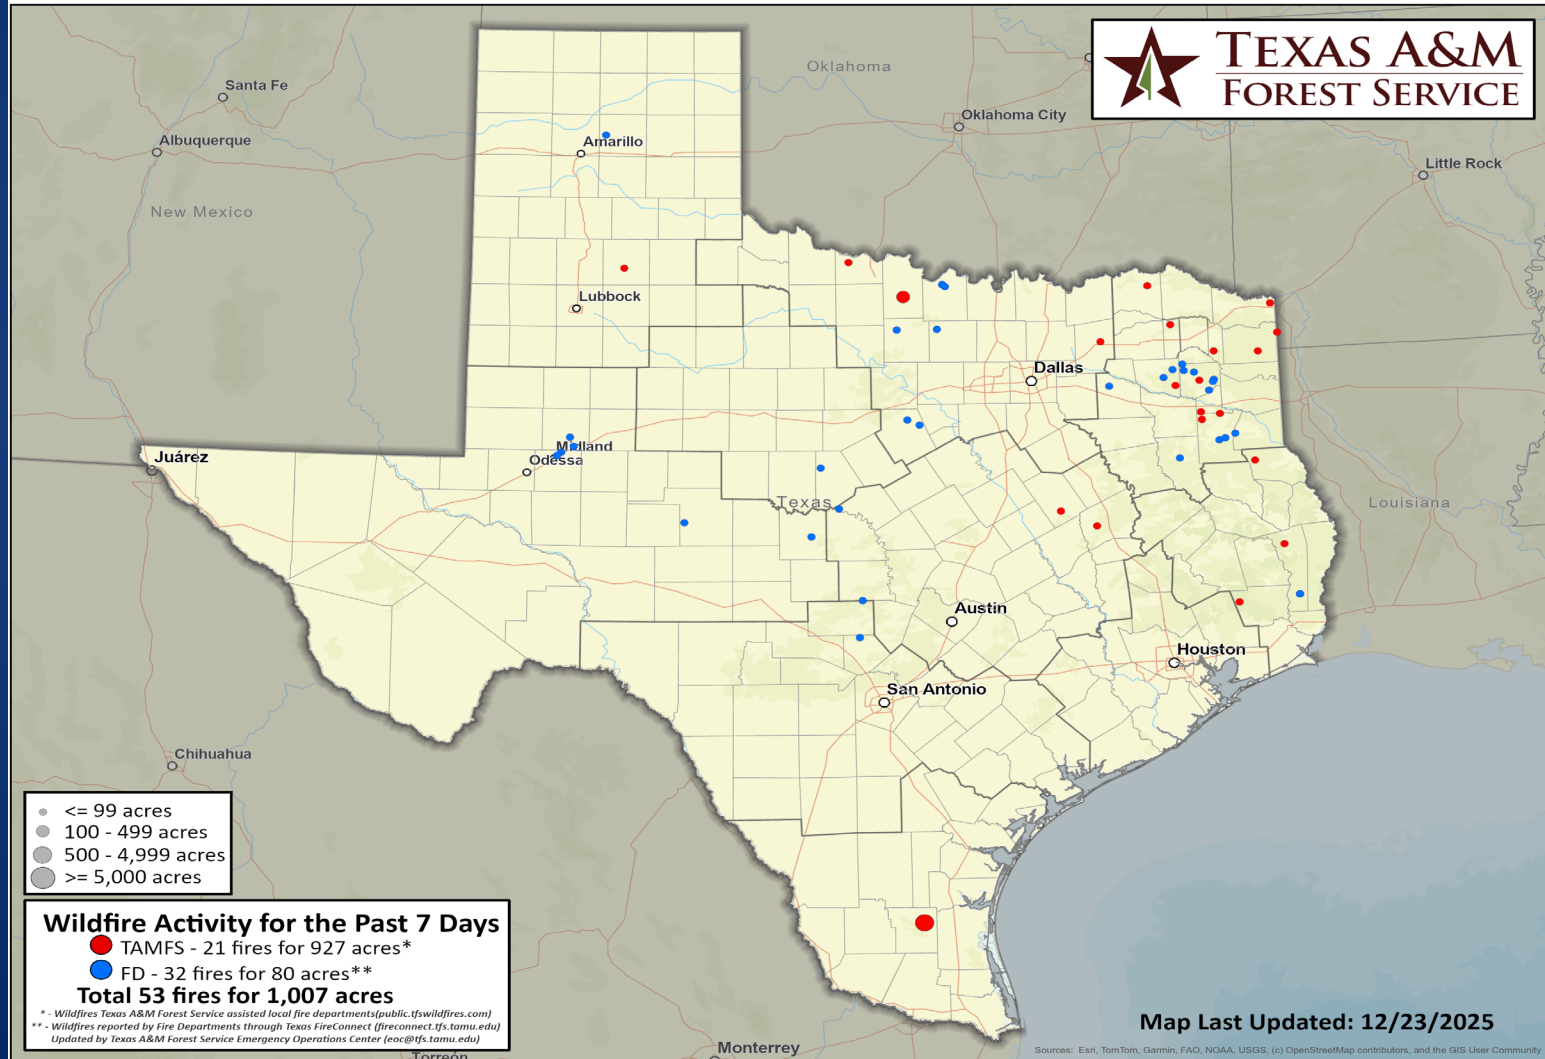 TEXAS A&M
FOREST SERVICE
Oklahoma
Santa Fe
Oklahoma City
Albuquerque
Amarillo
Little Rock
New Mexico
Lubbock
Dallas
Midland
Odessa
Juárez
Texas
Louisiana
Austin
Houston
San Antonio
Chihuahua
<= 99 acres
100 - 499 acres
500 - 4,999 acres
>= 5,000 acres
Wildfire Activity for the Past 7 Days
TAMFS - 21 fires for 927 acres*
FD - 32 fires for 80 acres**
Total 53 fires for 1,007 acres
* - Wildfires Texas A&M Forest Service assisted local fire departments(public.tfswildfires.com)
** - Wildfires reported by Fire Departments through Texas FireConnect (fireconnect.tfs.tamu.edu)
Updated by Texas A&M Forest Service Emergency Operations Center (eoc@tfs.tamu.edu)
Map Last Updated: 12/23/2025
Monterrey
Torreón
Sources: Esri, TomTom, Garmin, FAO, NOAA, USGS, (c) OpenStreetMap contributors, and the GIS User Community